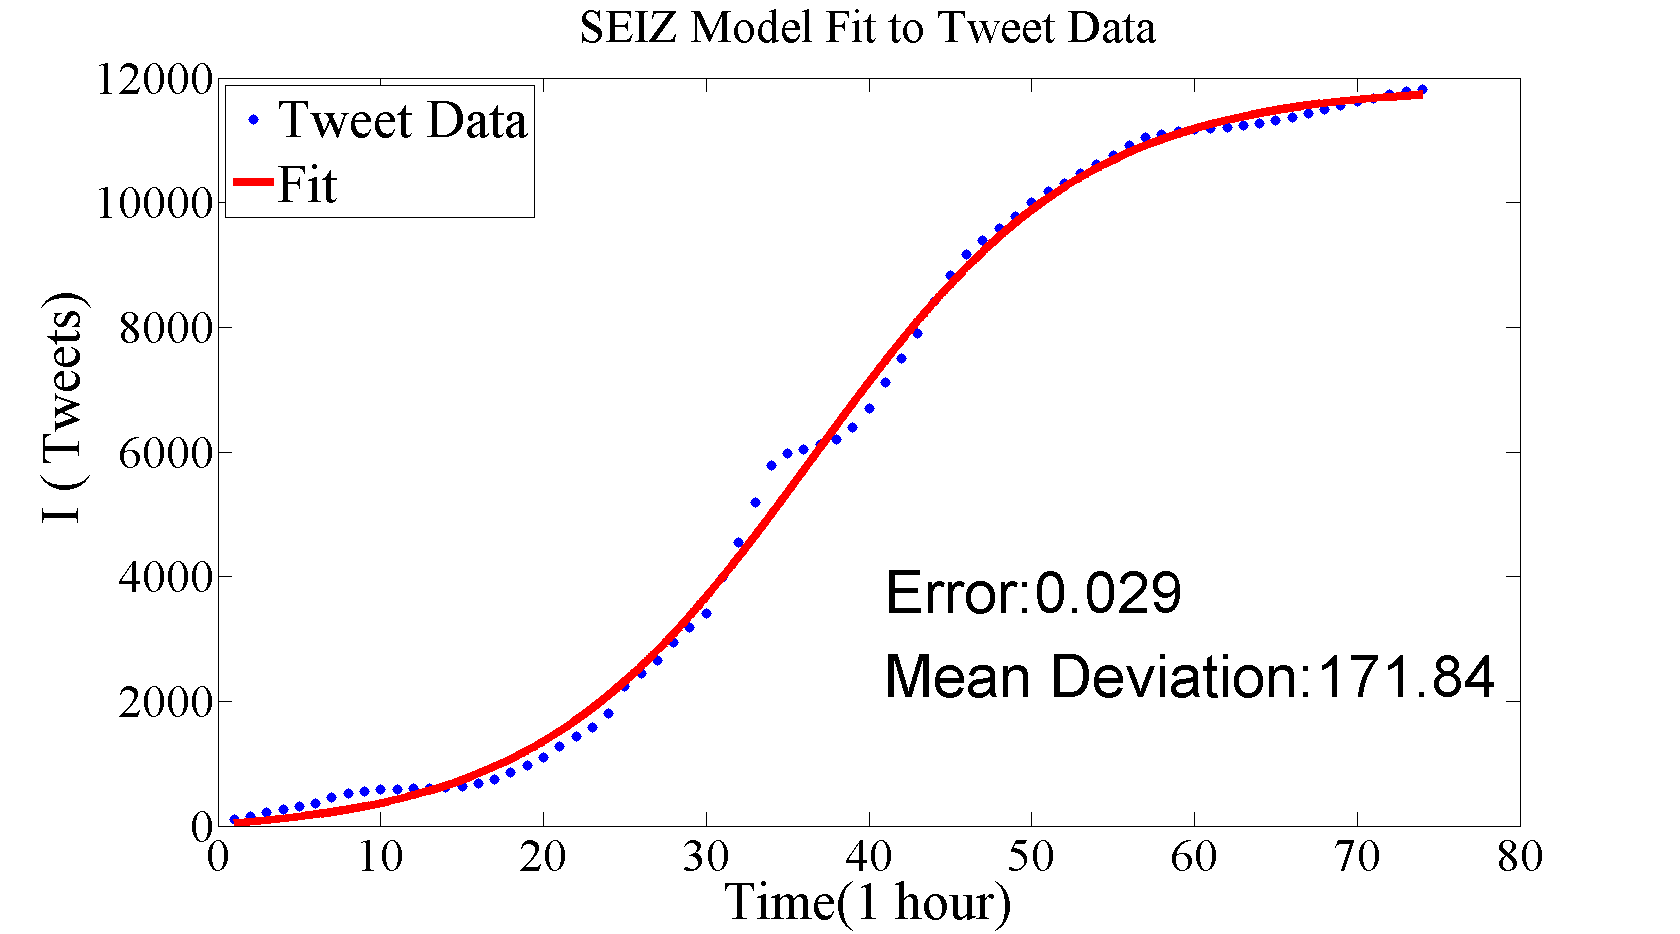 SEIZ Model Fit to Tweet Data
12000
10000
8000
6000
4000
2000
0
I ( Tweets)
Tweet Data
Fit
Error:0.029
Mean Deviation:171.84
0 10 20 30 40 50 60 70 80
Time(1 hour)